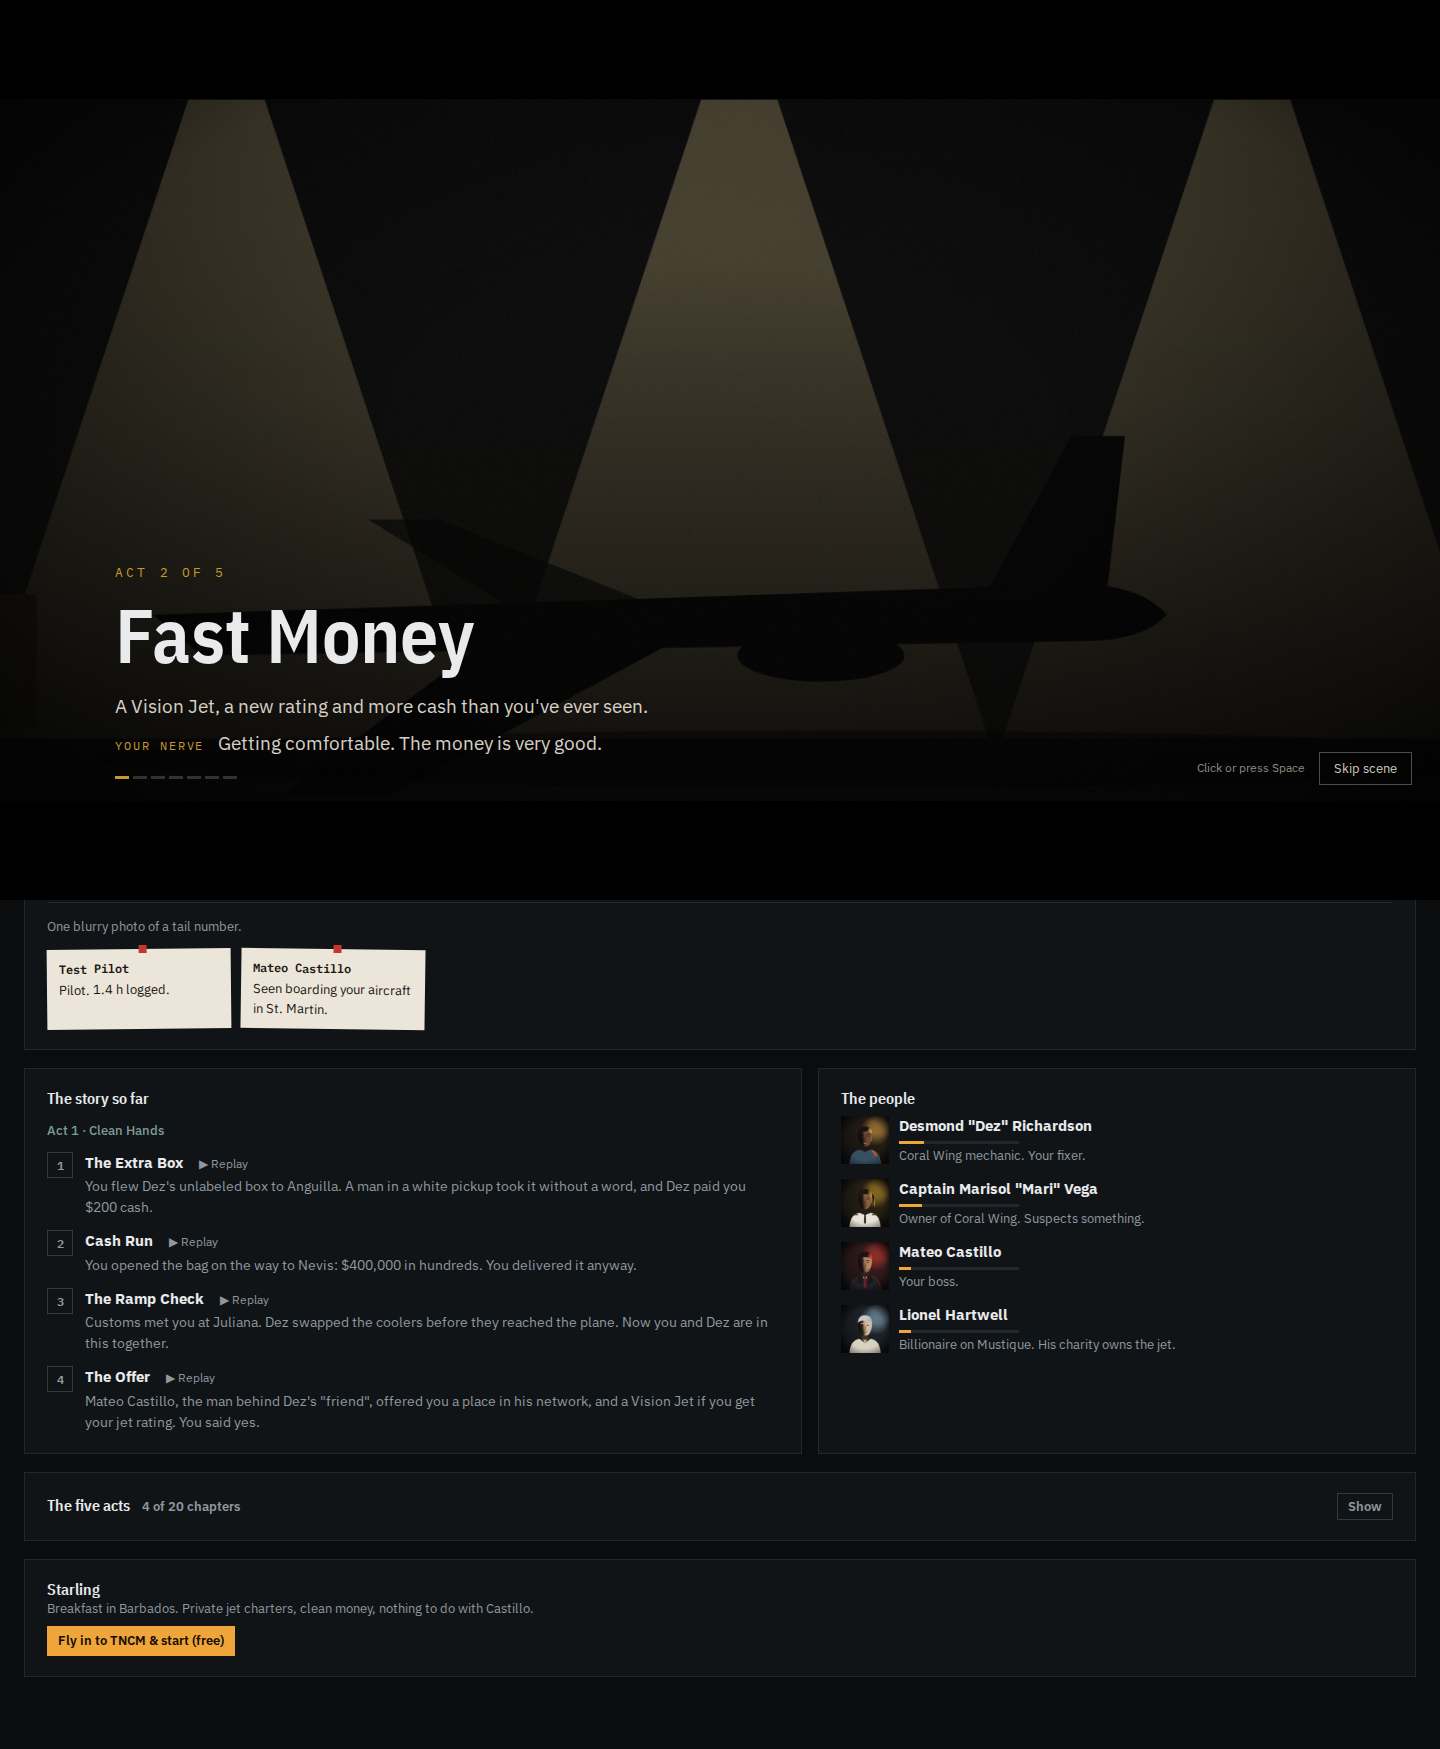 ACT 2 OF 5
Fast Money
A Vision Jet, a new rating and more cash than you've ever seen.
YOUR NERVE Getting comfortable. The money is very good.
Click or press Space
Skip scene
One blurry photo of a tail number.
Test Pilot
Pilot. 1.4 h logged.
Mateo Castillo
Seen boarding your aircraft
in St. Martin.
The story so far
Act 1 · Clean Hands
1 The Extra Box ▶ Replay
You flew Dez's unlabeled box to Anguilla. A man in a white pickup took it without a word, and Dez paid you
$200 cash.
2 Cash Run ▶ Replay
You opened the bag on the way to Nevis: $400,000 in hundreds. You delivered it anyway.
3 The Ramp Check ▶ Replay
Customs met you at Juliana. Dez swapped the coolers before they reached the plane. Now you and Dez are in
this together.
4 The Offer ▶ Replay
Mateo Castillo, the man behind Dez's "friend", offered you a place in his network, and a Vision Jet if you get
your jet rating. You said yes.
The people
Desmond "Dez" Richardson
Coral Wing mechanic. Your fixer.
Captain Marisol "Mari" Vega
Owner of Coral Wing. Suspects something.
Mateo Castillo
Your boss.
Lionel Hartwell
Billionaire on Mustique. His charity owns the jet.
The five acts 4 of 20 chapters
Show
Starling
Breakfast in Barbados. Private jet charters, clean money, nothing to do with Castillo.
Fly in to TNCM & start (free)